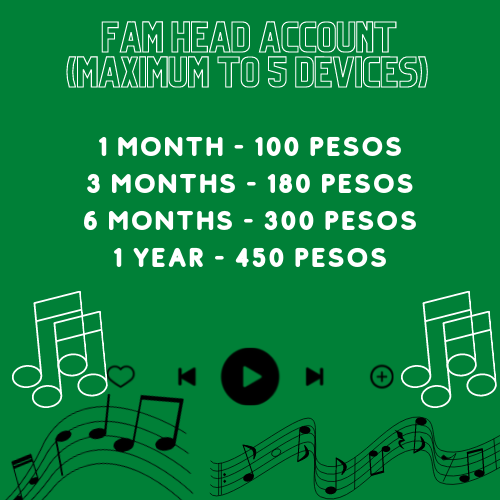 FAM HEAD ACCOUNT
(MAXIMUM TO 5 DEVICES)
1 MONTH - 100 PESOS
3 MONTHS - 180 PESOS
6 MONTHS - 300 PESOS
1 YEAR - 450 PESOS